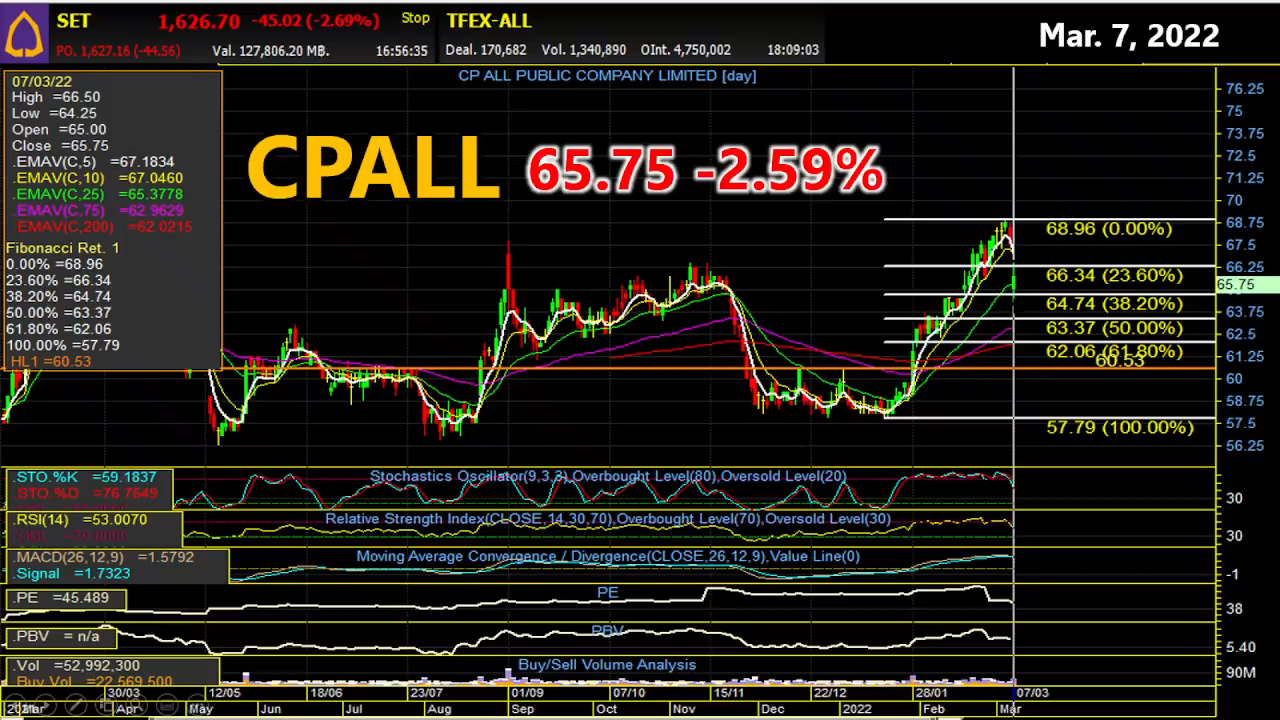 SET 1,626.70 -45.02 (-2.69%) Stop TFEX-ALL
PO. 1,627.16 (-44.56) Val. 127,806.20 MB. 16:56:35 Deal. 170,682 Vol. 1,340,890 OInt. 4,750,002 18:09:03
Mar. 7, 2022
CP ALL PUBLIC COMPANY LIMITED [day]
07/03/22
High =66.50
Low =64.25
Open =65.00
Close =65.75
.EMAV(C,5) =67.1834
.EMAV(C,10) =67.0460
.EMAV(C,25) =65.3778
.EMAV(C,75) =62.9629
.EMAV(C,200) =62.0215
Fibonacci Ret. 1
0.00% =68.96
23.60% =66.34
38.20% =64.74
50.00% =63.37
61.80% =62.06
100.00% =57.79
HL1 =60.53
CPALL 65.75 -2.59%
68.96 (0.00%)
66.34 (23.60%)
64.74 (38.20%)
63.37 (50.00%)
62.06 (61.80%)
60.53
57.79 (100.00%)
76.25
75
73.75
72.5
71.25
70
68.75
67.5
66.25
65.75
63.75
62.5
61.25
60
58.75
57.5
56.25
.STO.%K =59.1837
.STO.%D =76.7649
Stochastics Oscillator(9,3,3),Overbought Level(80),Oversold Level(20)
30
.RSI(14) =53.0070
Relative Strength Index(CLOSE,14,30,70),Overbought Level(70),Oversold Level(30)
30
.MACD(26,12,9) =1.5792
.Signal =1.7323
Moving Average Convergence / Divergence(CLOSE,26,12,9),Value Line(0)
-1
.PE =45.489
PE
38
.PBV = n/a
PBV
5.40
.Vol =52,992,300
Buy Vol =22,569,500
Buy/Sell Volume Analysis
90M
30/03 12/05 18/06 23/07 01/09 07/10 15/11 22/12 28/01 07/03
Mar Apr May Jun Jul Aug Sep Oct Nov Dec 2022 Feb Mar